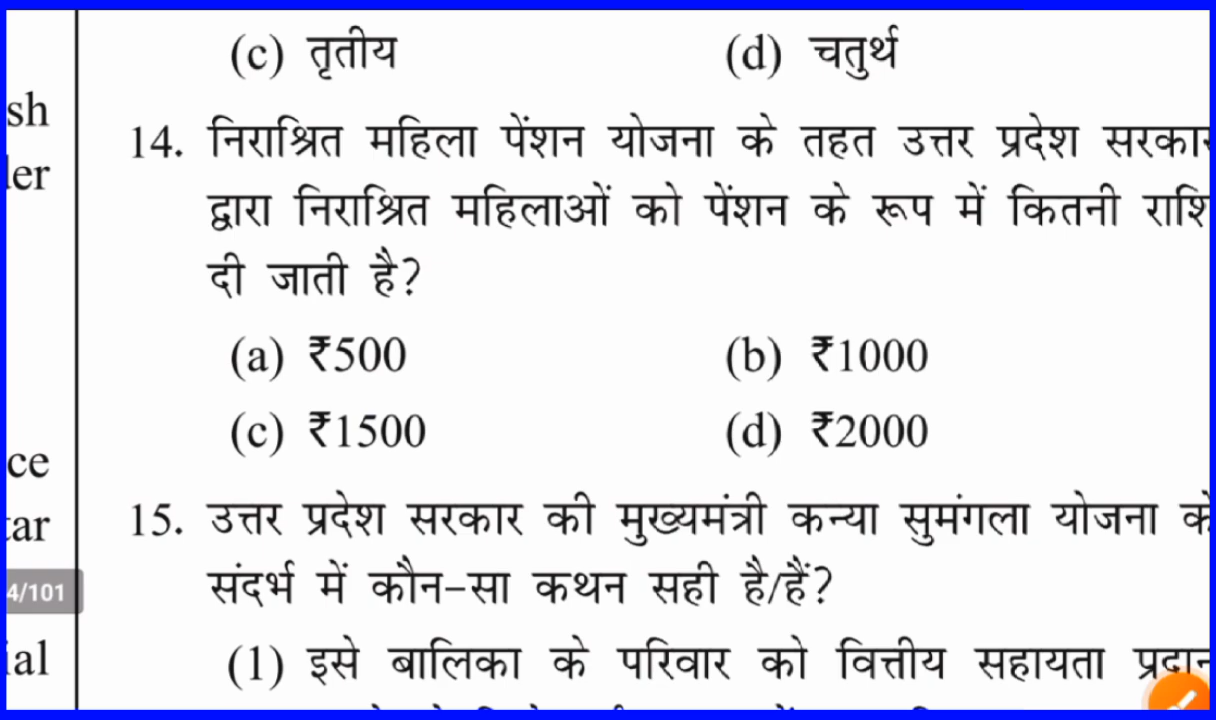 (c) तृतीय (d) चतुर्थ
sh
14. निराश्रित महिला पेंशन योजना के तहत उत्तर प्रदेश सरकार
ler
द्वारा निराश्रित महिलाओं को पेंशन के रूप में कितनी राशि
दी जाती है?
(a) ₹500 (b) ₹1000
(c) ₹1500 (d) ₹2000
ce
15. उत्तर प्रदेश सरकार की मुख्यमंत्री कन्या सुमंगला योजना के
tar
संदर्भ में कौन-सा कथन सही है/हैं?
4/101
ial
(1) इसे बालिका के परिवार को वित्तीय सहायता प्रदान